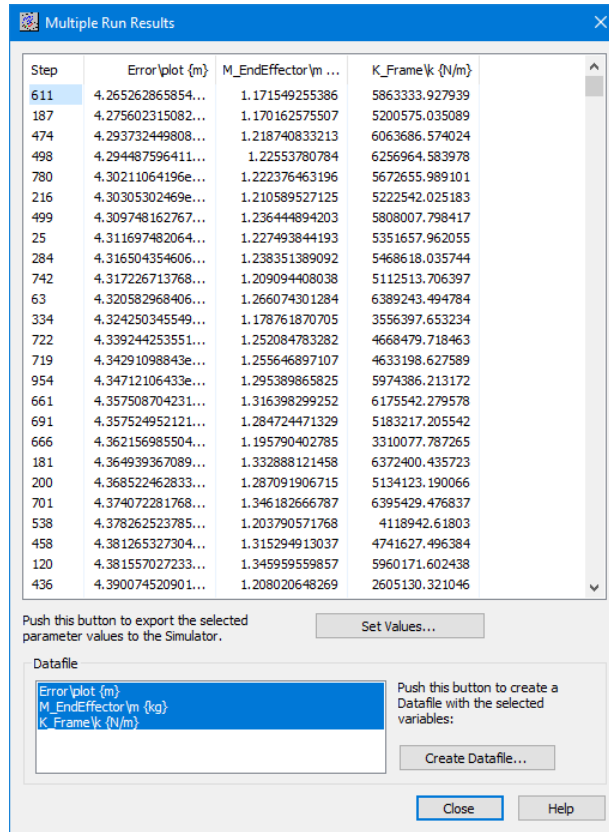 Multiple Run Results
Step Error\plot {m} M_EndEffector\m ... K_Frame\k {N/m}
611 4.265262865854... 1.171549255386 5863333.927939
187 4.275602315082... 1.170162575507 5200575.035089
474 4.293732449808... 1.218740833213 6063686.574024
498 4.294487596411... 1.22553780784 6256964.583978
780 4.30211064196e... 1.222376463196 5672655.989101
216 4.30305302469e... 1.210589527125 5222542.025183
499 4.309748162767... 1.236444894203 5808007.798417
25 4.311697482064... 1.227493844193 5351657.962055
284 4.316504354606... 1.238351389092 5468618.035744
742 4.317226713768... 1.209094408038 5112513.706397
63 4.320582968406... 1.266074301284 6389243.494784
334 4.324250345549... 1.178761870705 3556397.653234
722 4.339244253551... 1.252084783282 4668479.718463
719 4.34291098843e... 1.255646897107 4633198.627589
954 4.34712106433e... 1.295389865825 5974386.213172
661 4.357508704231... 1.316398299252 6175542.279578
691 4.357524952121... 1.284724471329 5183217.205542
666 4.362156985504... 1.195790402785 3310077.787265
181 4.364939367089... 1.332888121458 6372400.435723
200 4.368522462833... 1.287091906715 5134123.190066
701 4.374072281768... 1.346182666787 6395429.476837
538 4.378262523785... 1.203790571768 4118942.61803
458 4.381265327304... 1.315294913037 4741627.496384
120 4.381557027233... 1.345959559857 5960171.602438
436 4.390074520901... 1.208020648269 2605130.321046
Push this button to export the selected
parameter values to the Simulator.
Set Values...
Datafile
Error\plot {m}
M_EndEffector\m {kg}
K_Frame\k {N/m}
Push this button to create a
Datafile with the selected
variables:
Create Datafile...
Close Help